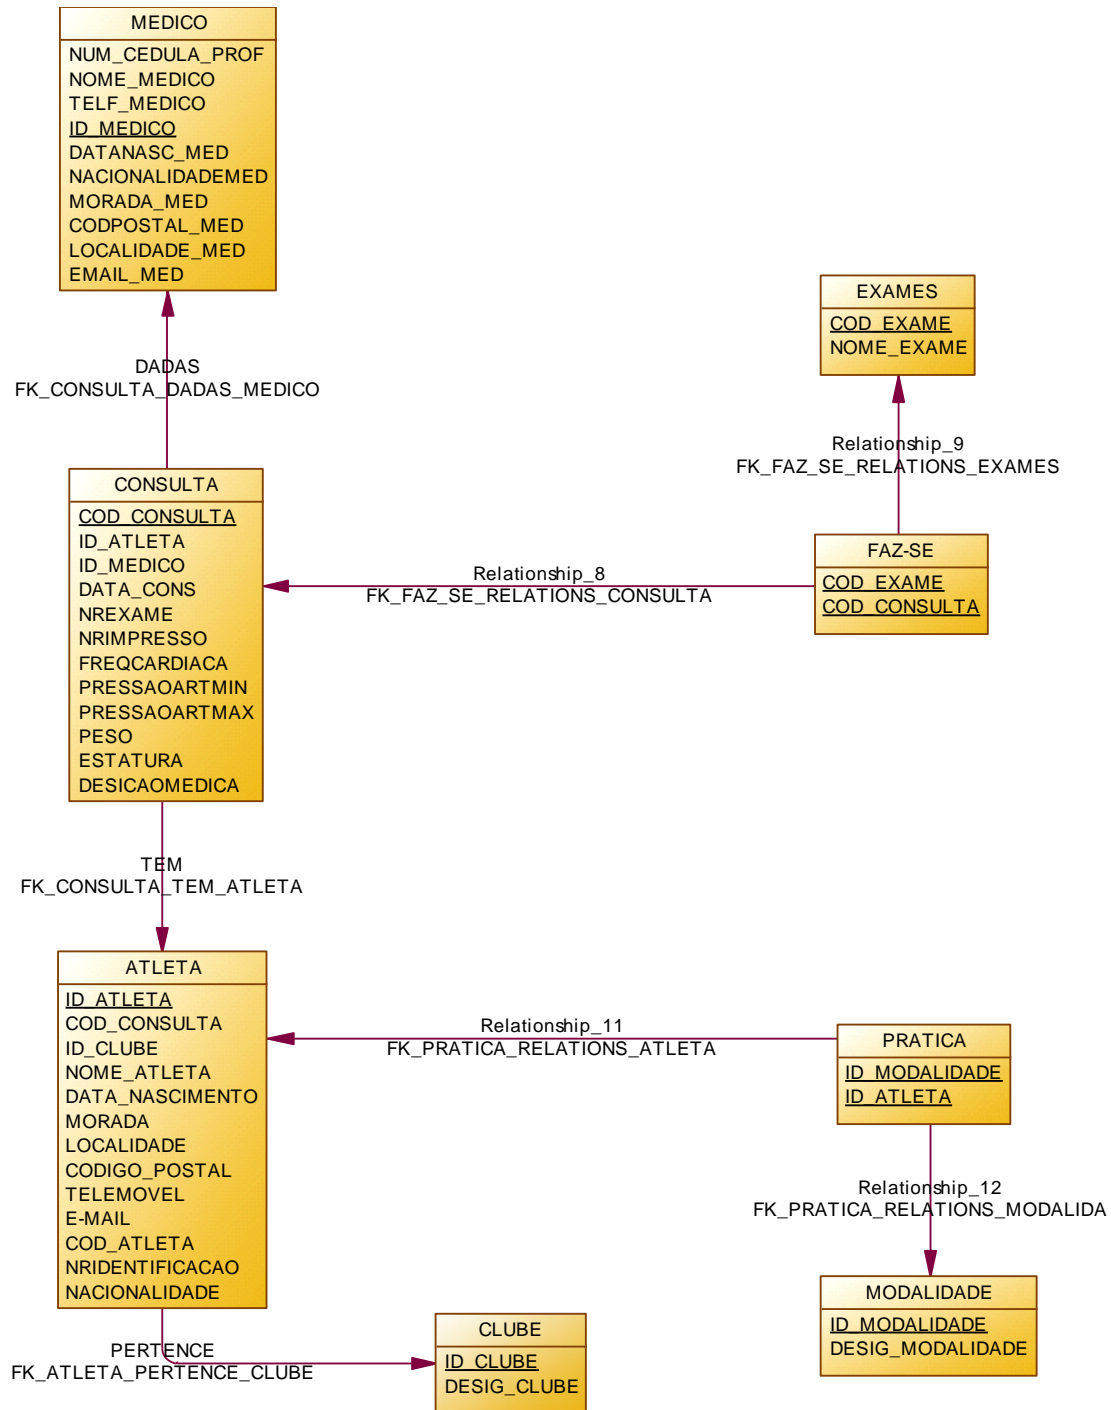 MEDICO
NUM_CEDULA_PROF
NOME_MEDICO
TELF_MEDICO
ID_MEDICO
DATANASC_MED
NACIONALIDADEMED
MORADA_MED
CODPOSTAL_MED
LOCALIDADE_MED
EMAIL_MED
DADAS
FK_CONSULTA_DADAS_MEDICO
EXAMES
COD_EXAME
NOME_EXAME
Relationship_9
FK_FAZ_SE_RELATIONS_EXAMES
CONSULTA
COD_CONSULTA
ID_ATLETA
ID_MEDICO
DATA_CONS
NREXAME
NRIMPRESSO
FREQCARDIACA
PRESSAOARTMIN
PRESSAOARTMAX
PESO
ESTATURA
DESICAOMEDICA
Relationship_8
FK_FAZ_SE_RELATIONS_CONSULTA
FAZ-SE
COD_EXAME
COD_CONSULTA
TEM
FK_CONSULTA_TEM_ATLETA
ATLETA
ID_ATLETA
COD_CONSULTA
ID_CLUBE
NOME_ATLETA
DATA_NASCIMENTO
MORADA
LOCALIDADE
CODIGO_POSTAL
TELEMOVEL
E-MAIL
COD_ATLETA
NRIDENTIFICACAO
NACIONALIDADE
Relationship_11
FK_PRATICA_RELATIONS_ATLETA
PRATICA
ID_MODALIDADE
ID_ATLETA
Relationship_12
FK_PRATICA_RELATIONS_MODALIDA
MODALIDADE
ID_MODALIDADE
DESIG_MODALIDADE
PERTENCE
FK_ATLETA_PERTENCE_CLUBE
CLUBE
ID_CLUBE
DESIG_CLUBE